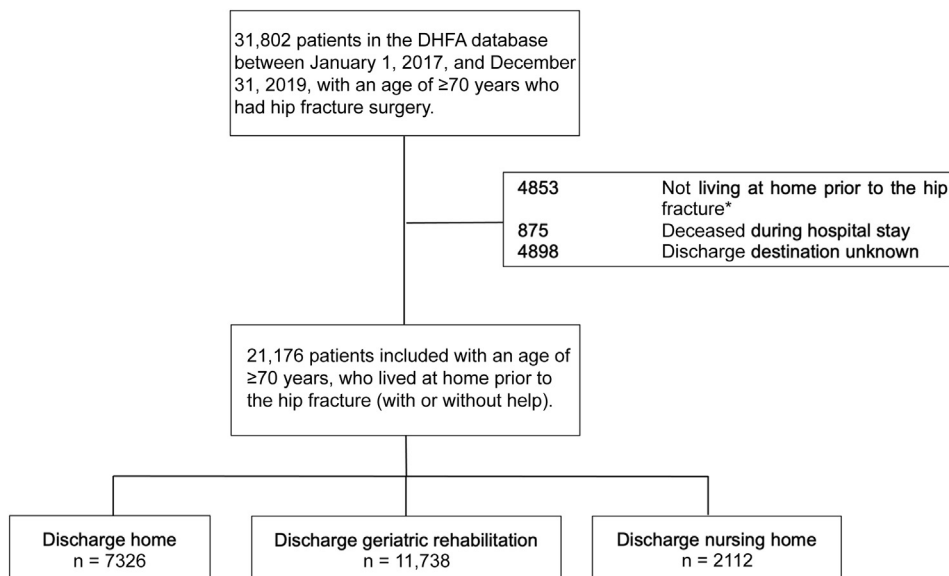 31,802 patients in the DHFA database
between January 1, 2017, and December
31, 2019, with an age of ≥70 years who
had hip fracture surgery.
4853 Not living at home prior to the hip
fracture*
875 Deceased during hospital stay
4898 Discharge destination unknown
21,176 patients included with an age of
≥70 years, who lived at home prior to
the hip fracture (with or without help).
Discharge home
n = 7326
Discharge geriatric rehabilitation
n = 11,738
Discharge nursing home
n = 2112